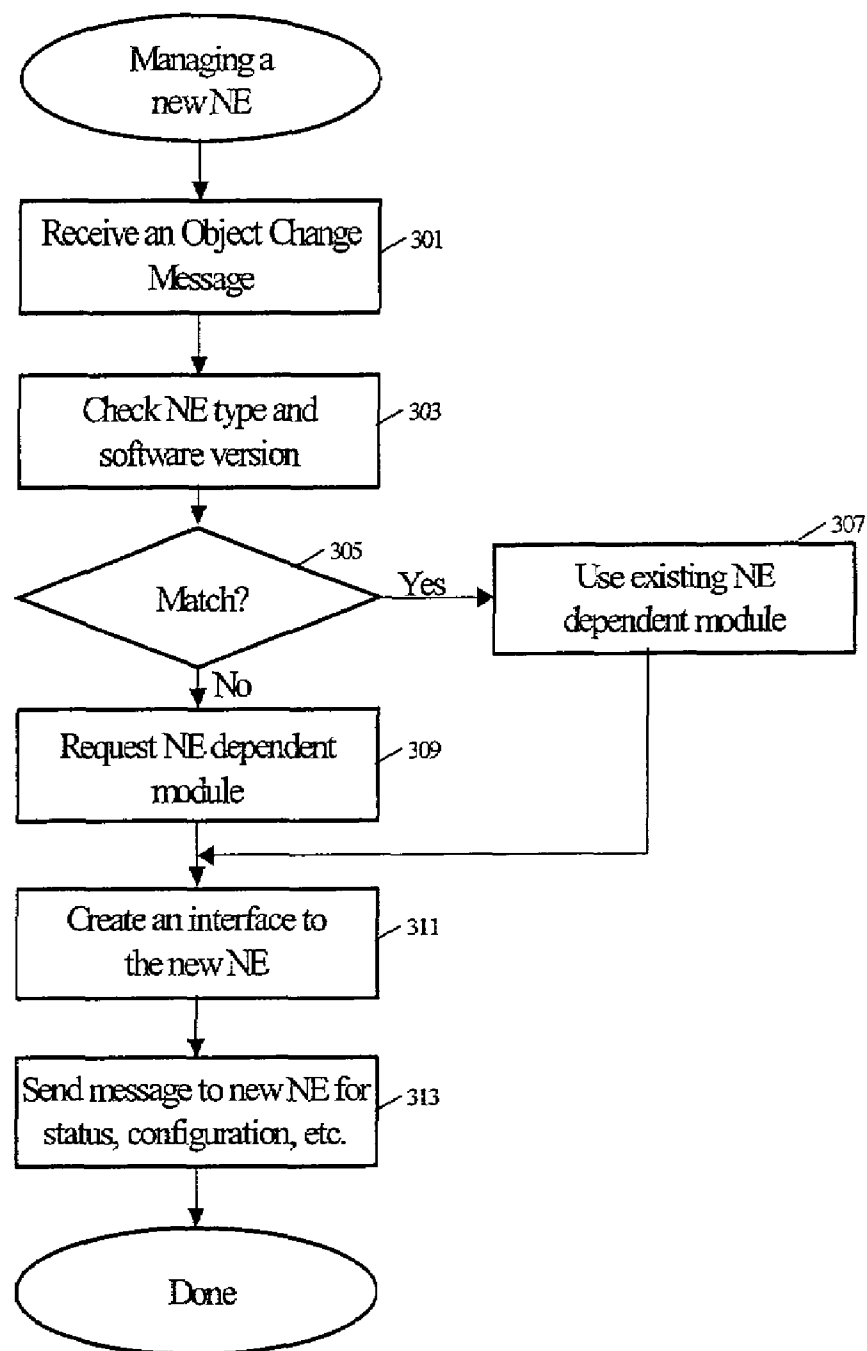 Managing a
new NE
Receive an Object Change
Message
301
Check NE type and
software version
303
305
Match?
Yes
307
Use existing NE
dependent module
No
Request NE dependent
module
309
Create an interface to
the new NE
311
Send message to new NE for
status, configuration, etc.
313
Done